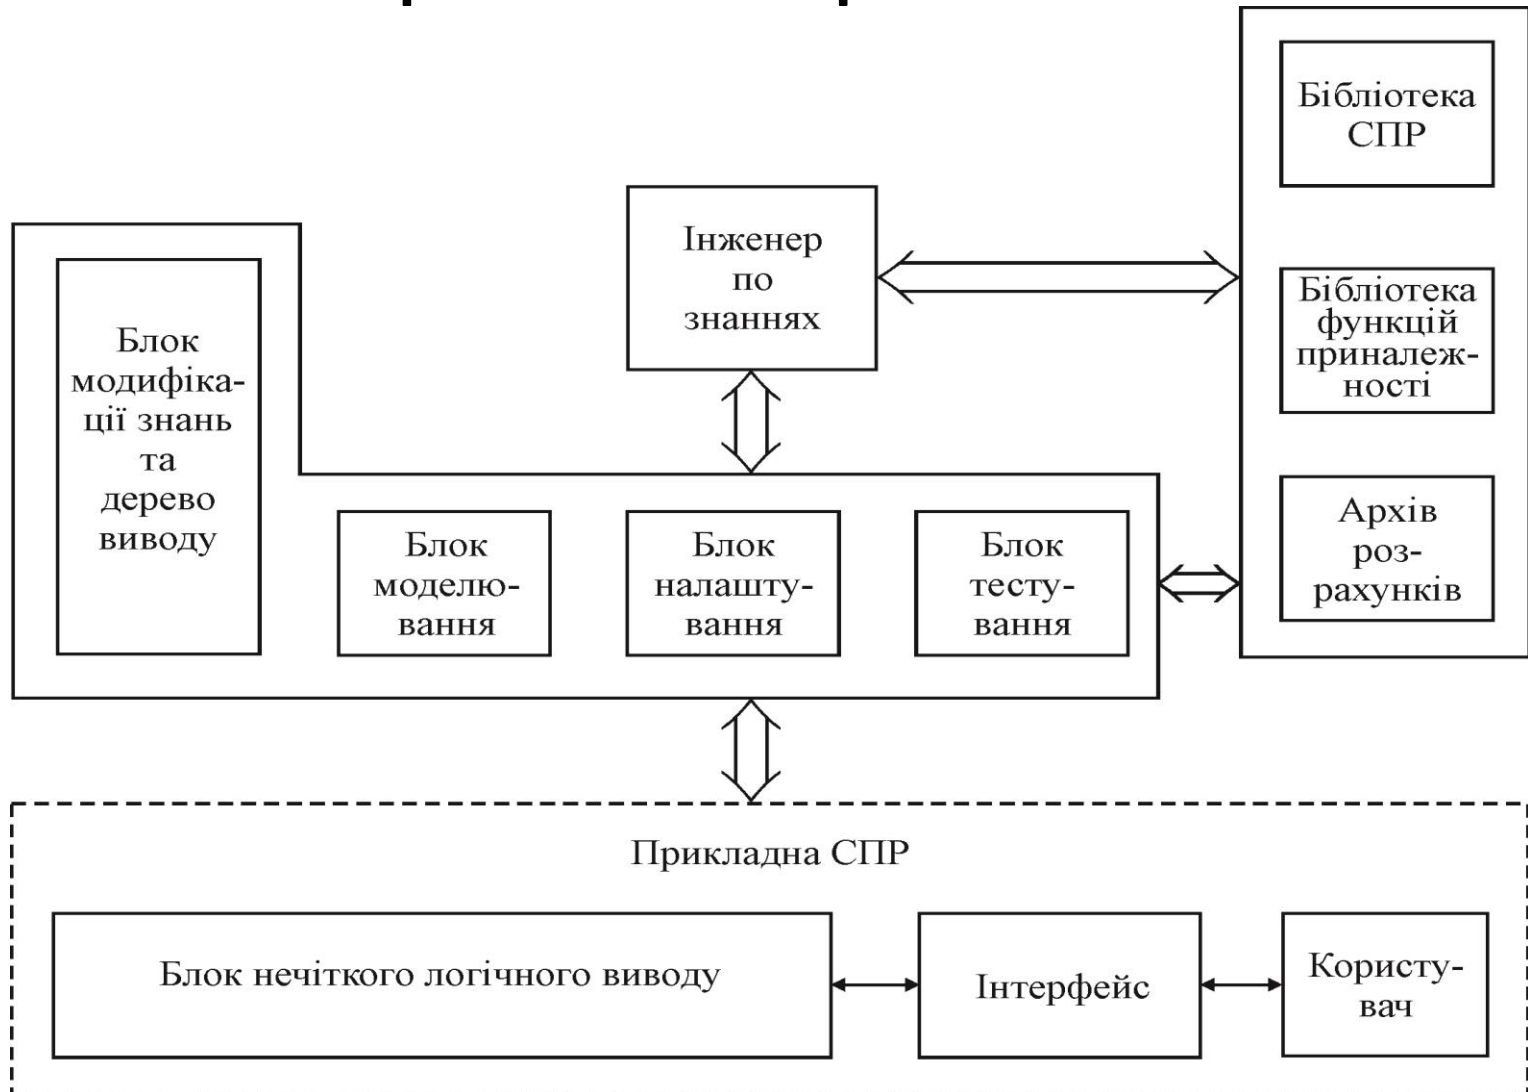 Бібліотека
СПР
Інженер
по
знаннях
Бібліотека
функцій
приналеж-
ності
Блок
модифіка-
ції знань
та
дерево
виводу
Архів
роз-
рахунків
Блок
моделю-
вання
Блок
налашту-
вання
Блок
тесту-
вання
Прикладна СПР
Блок нечіткого логічного виводу
Інтерфейс
Користу-
вач